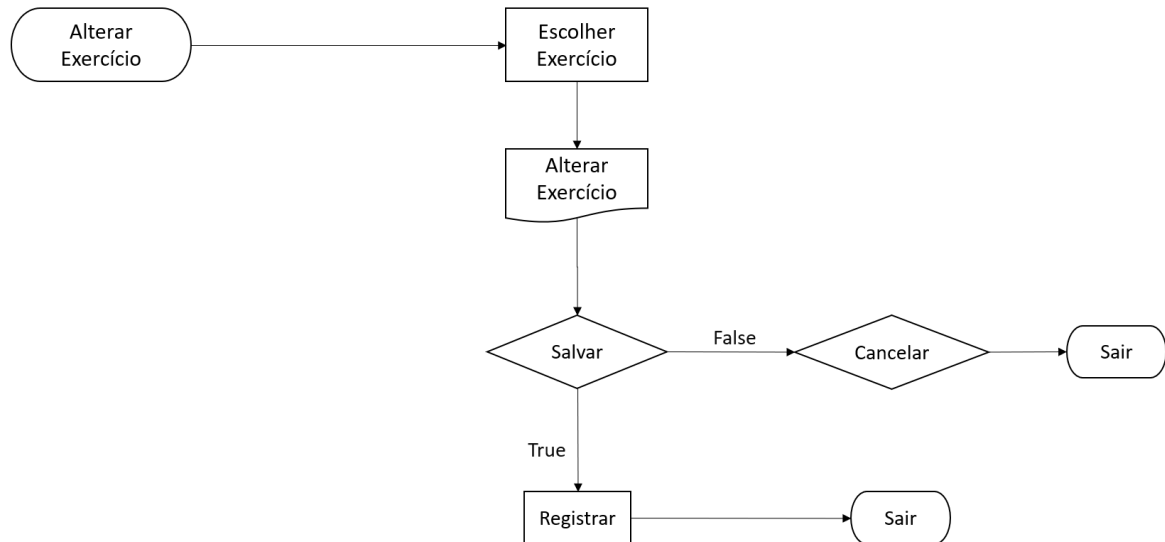 Alterar
Exercício
Escolher
Exercício
Alterar
Exercício
Salvar
False
Cancelar
Sair
True
Registrar
Sair